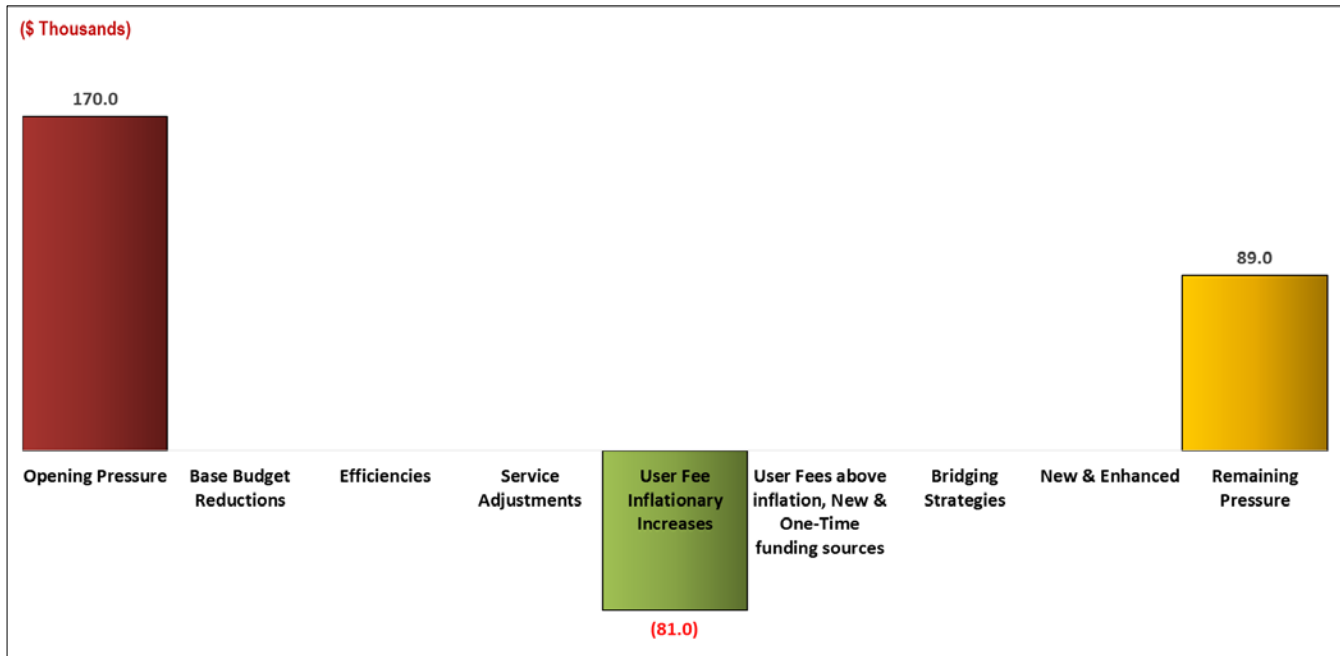 ($ Thousands)
170.0
89.0
Opening Pressure
Base Budget
Reductions
Efficiencies
Service
Adjustments
User Fee
Inflationary
Increases
User Fees above
inflation, New &
One-Time
funding sources
Bridging
Strategies
New & Enhanced
Remaining
Pressure
(81.0)